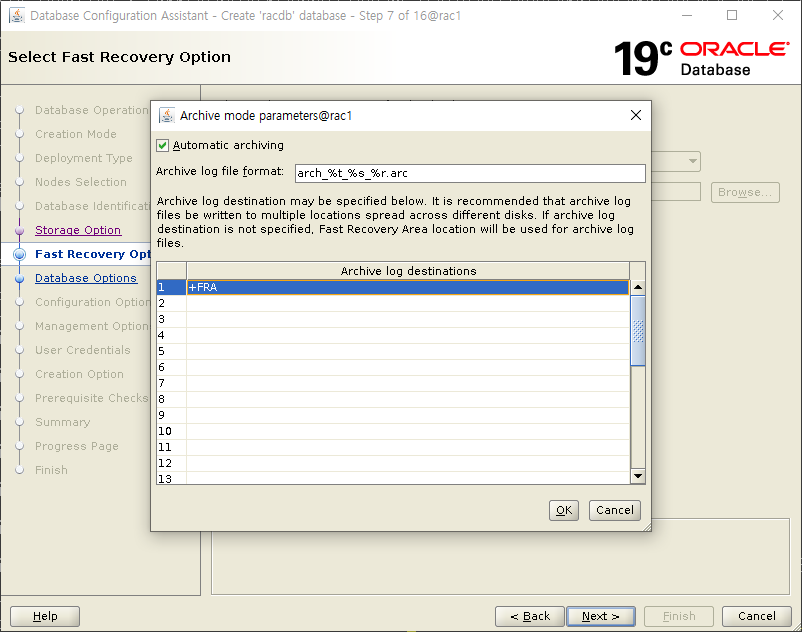 Database Configuration Assistant - Create 'racdb' database - Step 7 of 16@rac1
Select Fast Recovery Option
19c ORACLE
Database
Database Operation
Creation Mode
Deployment Type
Nodes Selection
Database
Storage Option
Fast Recovery
Database Options
Configuration Option
Management Option
User Credentials
Creation Option
Prerequisite Checks
Summary
Progress Page
Finish
Archive mode parameters@rac1
Automatic archiving
Archive log file format:
arch_%t_%s_%r.arc
Archive log destination may be specified below. It is recommended that archive log
files be written to multiple locations spread across different disks. If archive log
destination is not specified, Fast Recovery Area location will be used for archive log
files.
Archive log destinations
1 +FRA
2
3
4
5
6
7
8
9
10
11
12
13
OK Cancel
Browse...
Help < Back Next > Finish Cancel